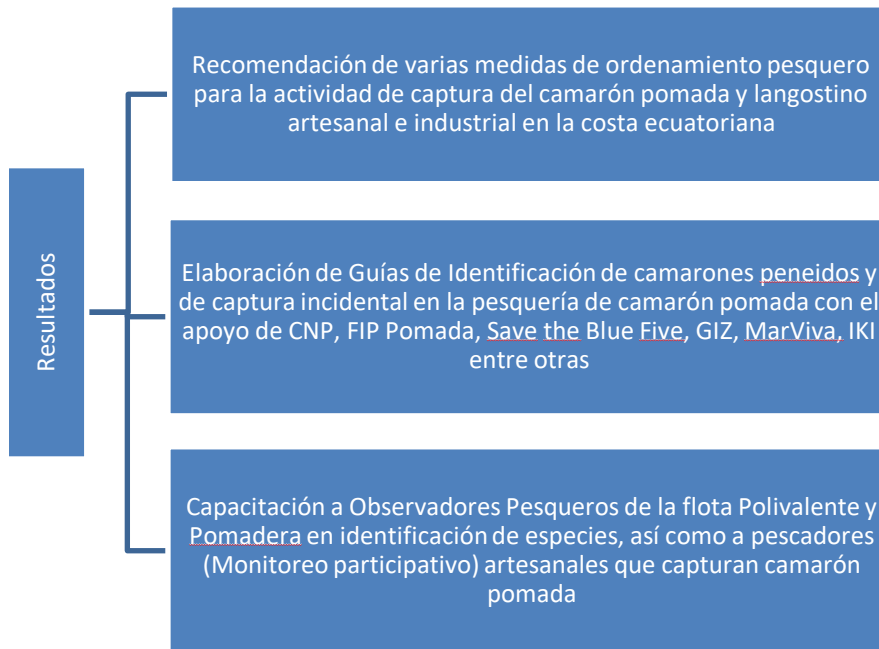 Resultados
Recomendación de varias medidas de ordenamiento pesquero
para la actividad de captura del camarón pomada y langostino
artesanal e industrial en la costa ecuatoriana
Elaboración de Guías de Identificación de camarones peneidos y
de captura incidental en la pesquería de camarón pomada con el
apoyo de CNP, FIP Pomada, Save the Blue Five, GIZ, MarViva, IKI
entre otras
Capacitación a Observadores Pesqueros de la flota Polivalente y
Pomadera en identificación de especies, así como a pescadores
(Monitoreo participativo) artesanales que capturan camarón
pomada